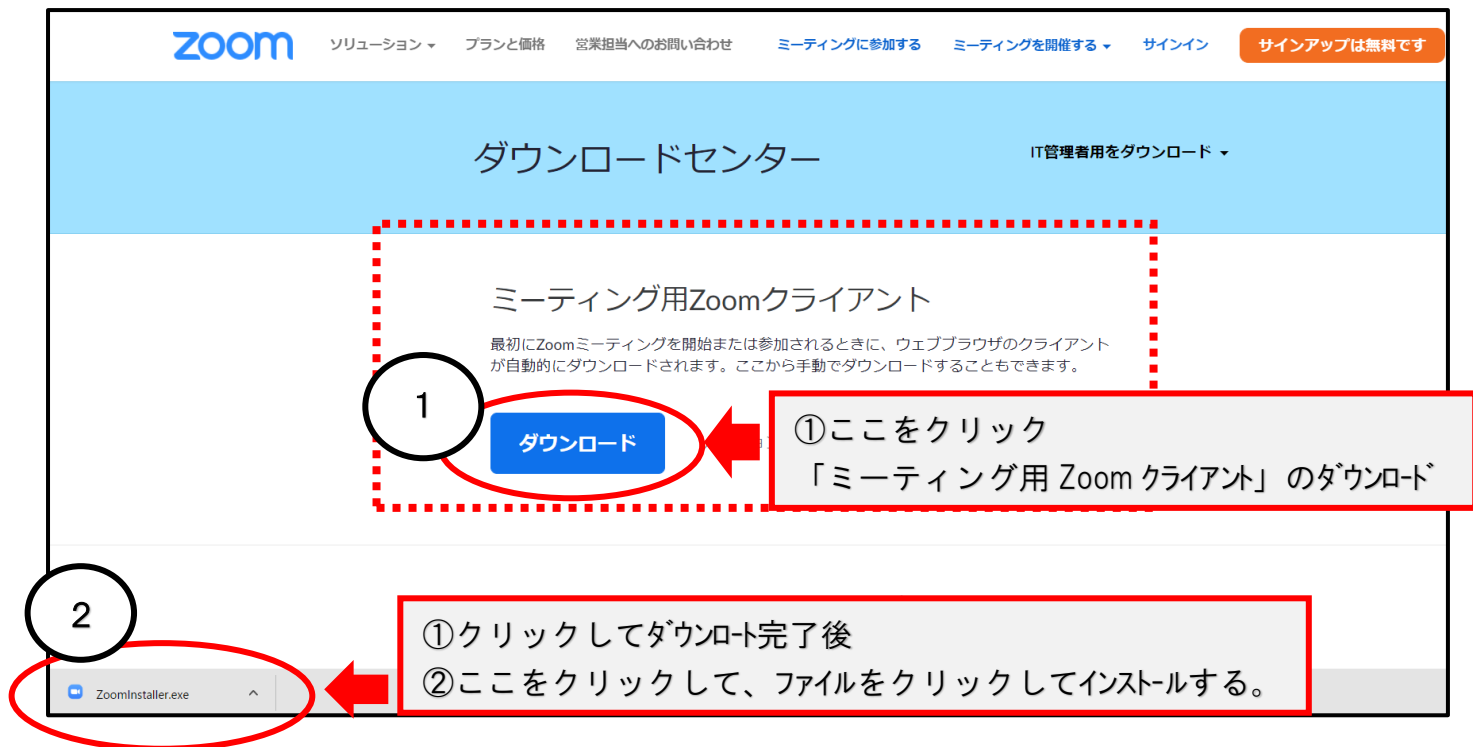 zoom ソリューション プランと価格 営業担当へのお問い合わせ ミーティングに参加する ミーティングを開催する サインイン サインアップは無料です
ダウンロードセンター
IT管理者用をダウンロード
ミーティング用Zoomクライアント
最初にZoomミーティングを開始または参加されるときに、ウェブブラウザのクライアント
が自動的にダウンロードされます。ここから手動でダウンロードすることもできます。
1
ダウンロード
①ここをクリック
「ミーティング用 Zoom クライアント」のダウンロード
2
①クリックしてダウンロート完了後
②ここをクリックして、ファイルをクリックしてインストールする。
ZoomInstaller.exe